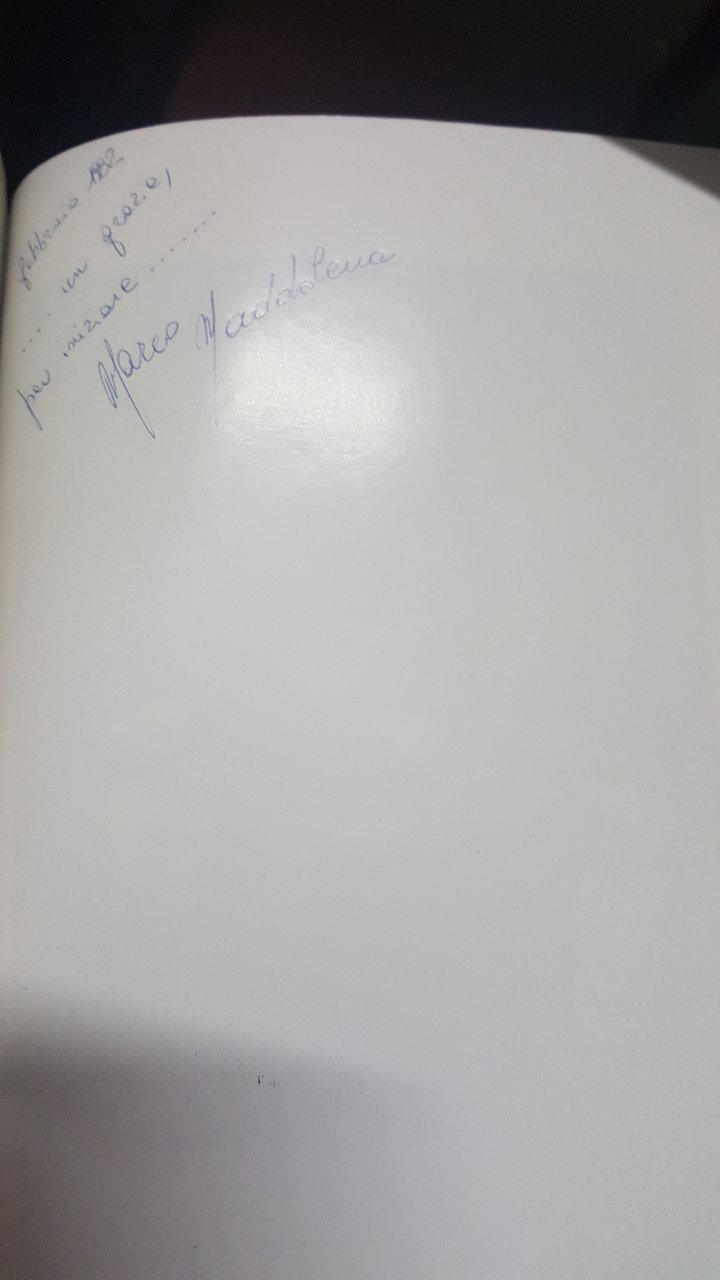 febbraio 1982
.... un grazie,
per iniziare .......
Marco Maddalena